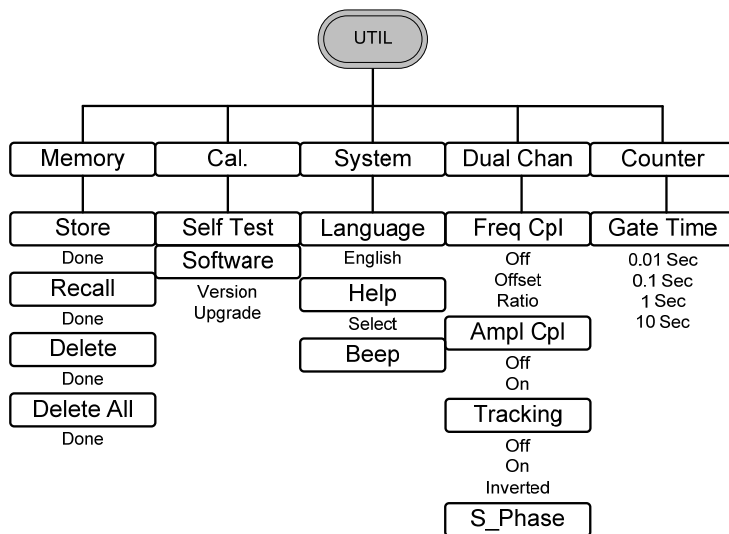 UTIL
Memory
Cal.
System
Dual Chan
Counter
Store
Done
Recall
Done
Delete
Done
Delete All
Done
Self Test
Software
Version
Upgrade
Language
English
Help
Select
Beep
Freq Cpl
Off
Offset
Ratio
Ampl Cpl
Off
On
Tracking
Off
On
Inverted
S_Phase
Gate Time
0.01 Sec
0.1 Sec
1 Sec
10 Sec